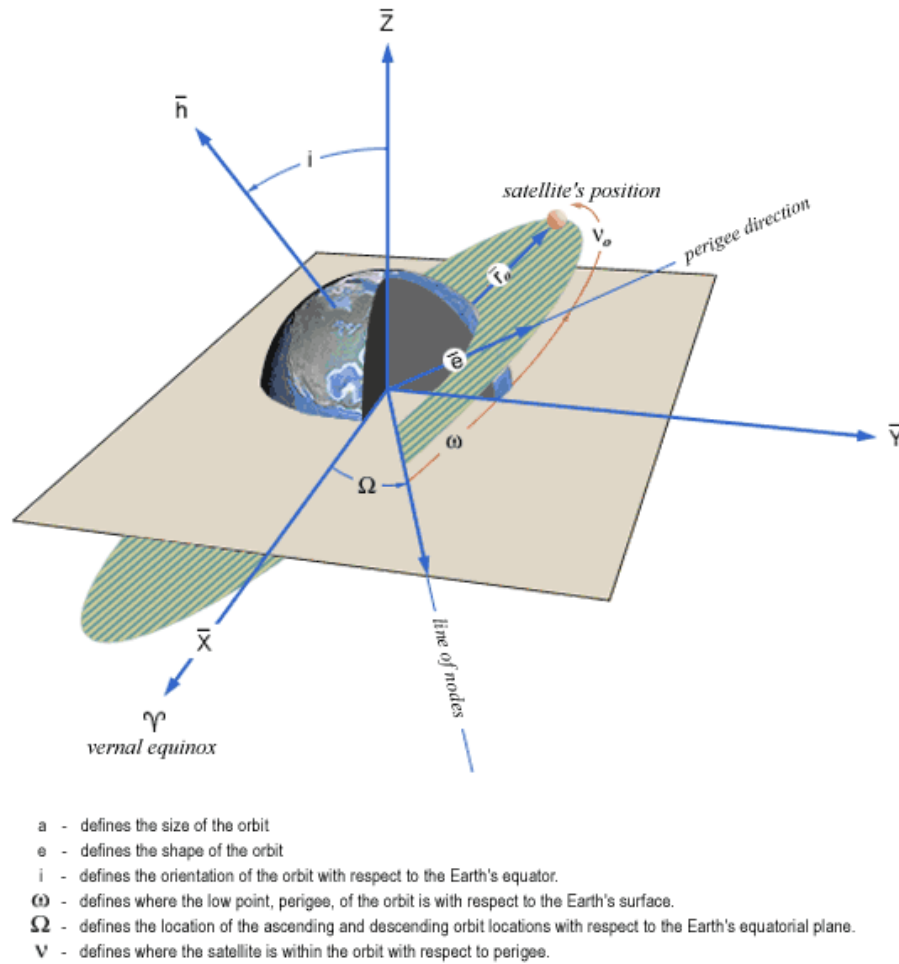 Z̄
h̄
i
satellite's position
νₒ
perigee direction
r̄ₒ
ē
Ȳ
ω
Ω
X̄
line of nodes
♈
vernal equinox
a - defines the size of the orbit
e - defines the shape of the orbit
i - defines the orientation of the orbit with respect to the Earth's equator.
ω - defines where the low point, perigee, of the orbit is with respect to the Earth's surface.
Ω - defines the location of the ascending and descending orbit locations with respect to the Earth's equatorial plane.
ν - defines where the satellite is within the orbit with respect to perigee.